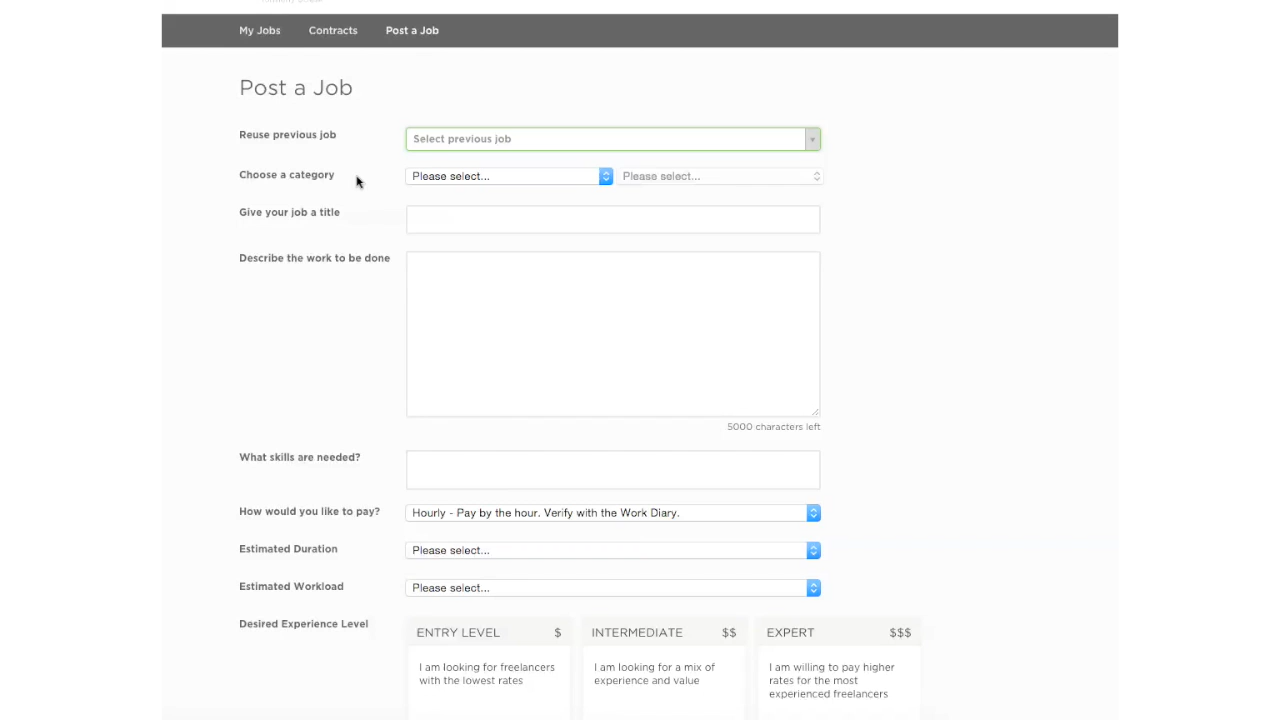 My Jobs Contracts Post a Job
Post a Job
Reuse previous job Select previous job
Choose a category Please select... Please select...
Give your job a title
Describe the work to be done
5000 characters left
What skills are needed?
How would you like to pay? Hourly - Pay by the hour. Verify with the Work Diary.
Estimated Duration Please select...
Estimated Workload Please select...
Desired Experience Level
ENTRY LEVEL $ INTERMEDIATE $$ EXPERT $$$
I am looking for freelancers I am looking for a mix of I am willing to pay higher
with the lowest rates experience and value rates for the most
experienced freelancers